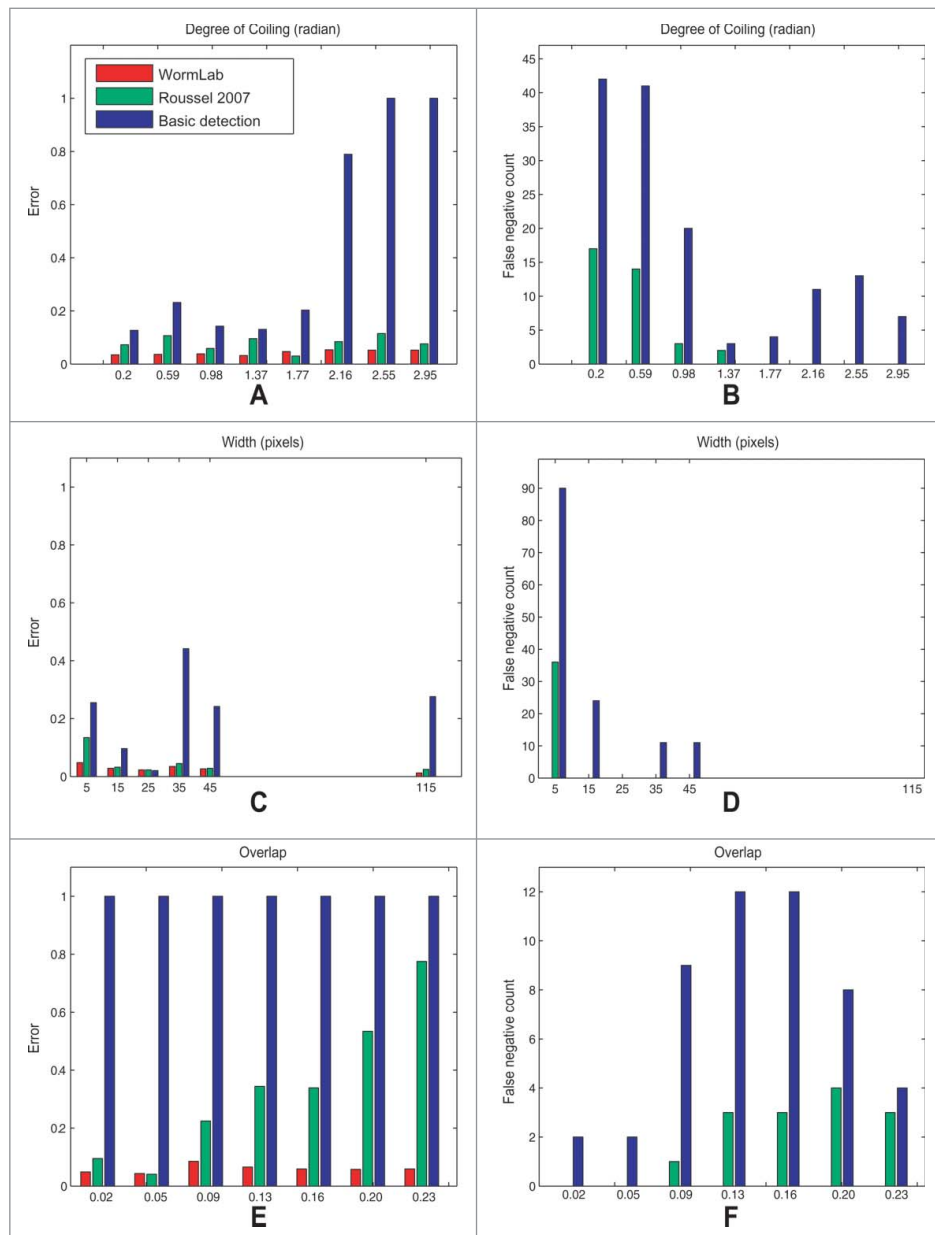 Degree of Coiling (radian)
WormLab
Roussel 2007
Basic detection
1
0.8
0.6
0.4
0.2
0
Error
0.2 0.59 0.98 1.37 1.77 2.16 2.55 2.95
A
Degree of Coiling (radian)
45
40
35
30
25
20
15
10
5
0
False negative count
0.2 0.59 0.98 1.37 1.77 2.16 2.55 2.95
B
Width (pixels)
1
0.8
0.6
0.4
0.2
0
Error
5 15 25 35 45 115
C
Width (pixels)
90
80
70
60
50
40
30
20
10
0
False negative count
5 15 25 35 45 115
D
Overlap
1
0.8
0.6
0.4
0.2
0
Error
0.02 0.05 0.09 0.13 0.16 0.20 0.23
E
Overlap
12
10
8
6
4
2
0
False negative count
0.02 0.05 0.09 0.13 0.16 0.20 0.23
F